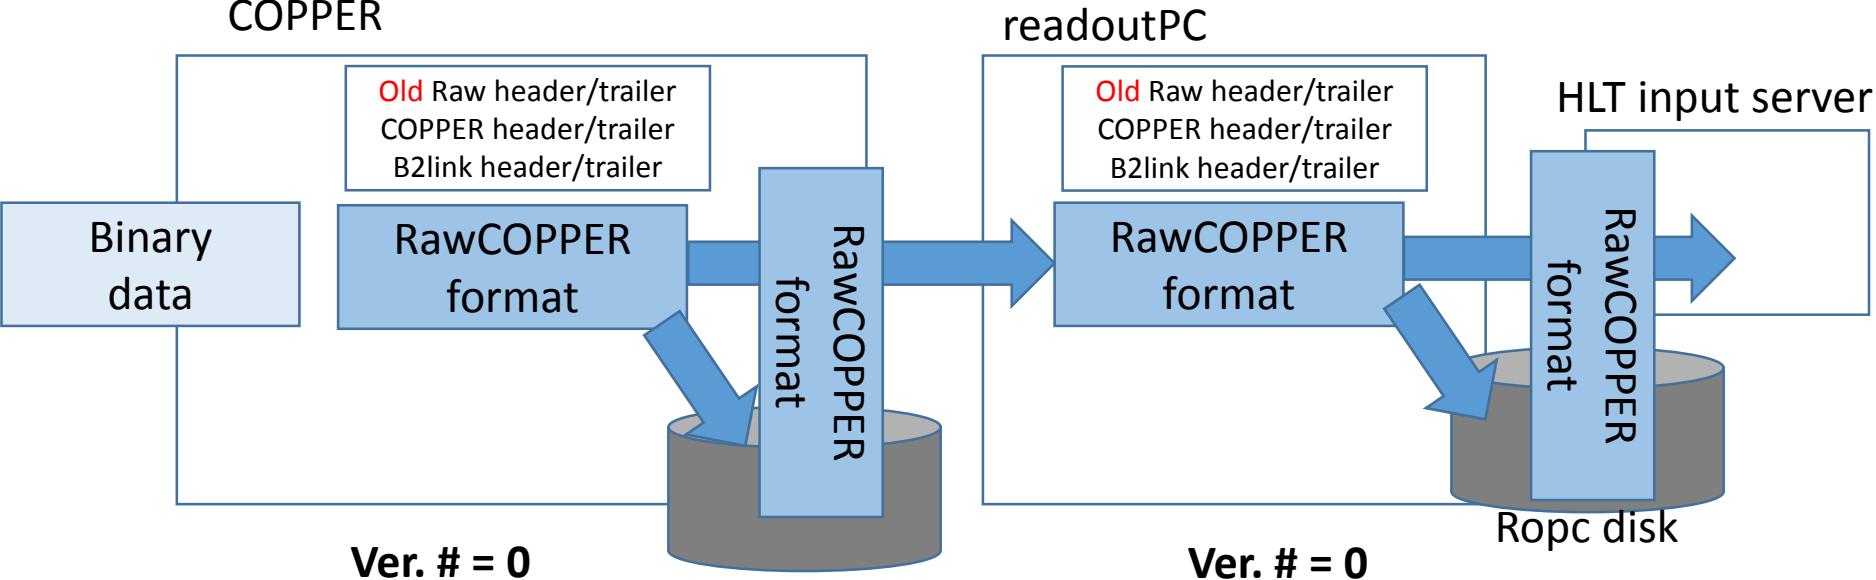 COPPER
Old Raw header/trailer
COPPER header/trailer
B2link header/trailer
Binary
data
RawCOPPER
format
RawCOPPER
format
Ver. # = 0
readoutPC
Old Raw header/trailer
COPPER header/trailer
B2link header/trailer
RawCOPPER
format
HLT input server
RawCOPPER
format
Ropc disk
Ver. # = 0